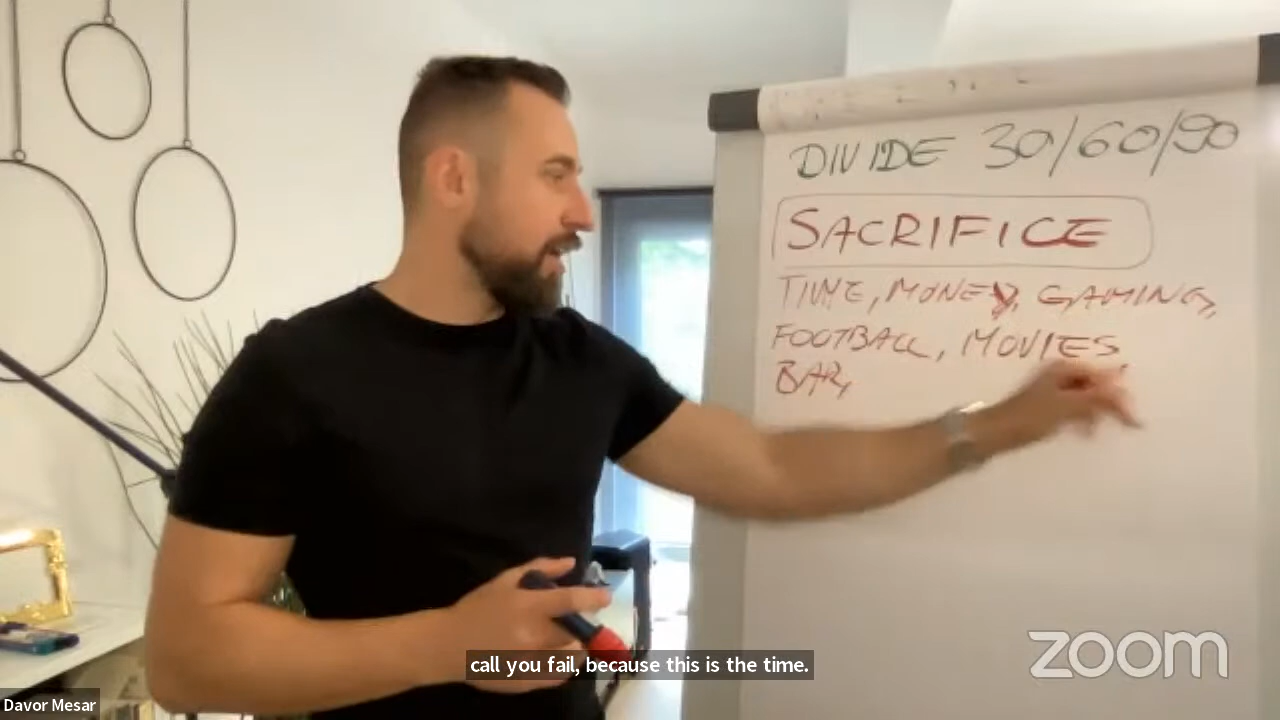 DIVIDE 30/60/90
SACRIFICE
TIME, MONEY, GAMING,
FOOTBALL, MOVIES
BAR,
call you fail, because this is the time.
zoom
Davor Mesar